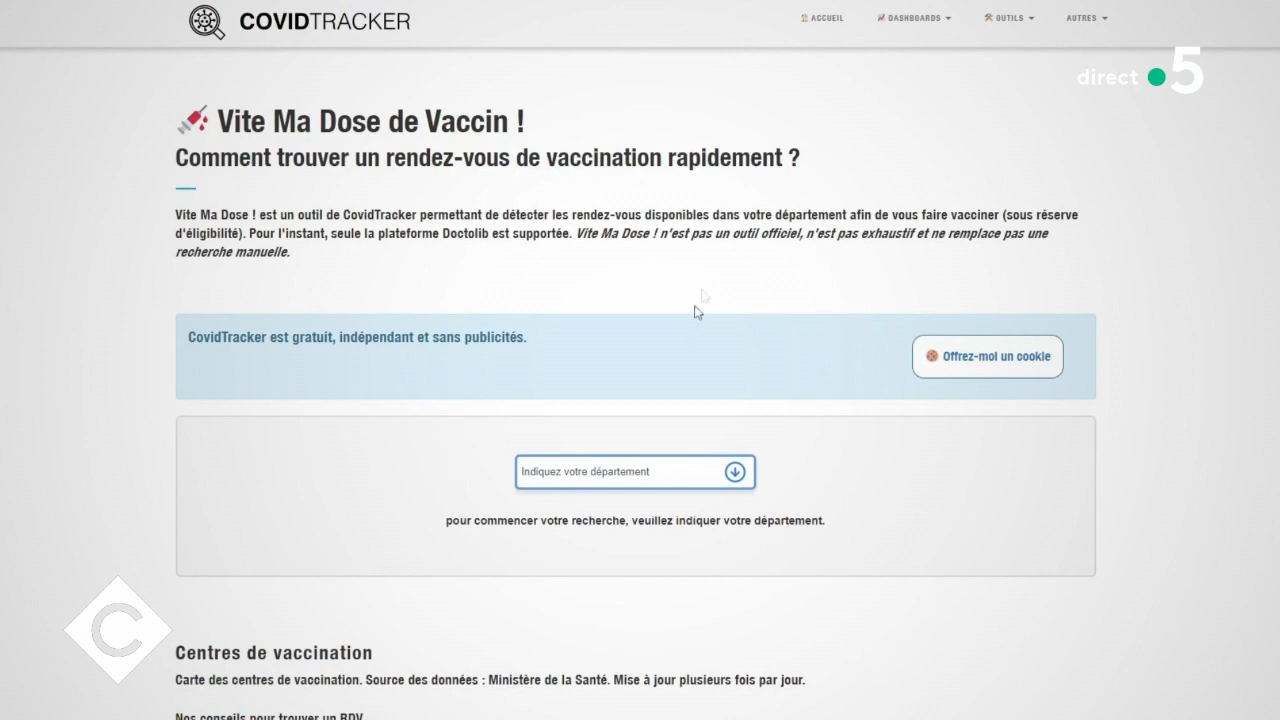 COVIDTRACKER
ACCUEIL
DASHBOARDS
OUTILS
AUTRES
direct 5
Vite Ma Dose de Vaccin !
Comment trouver un rendez-vous de vaccination rapidement ?
Vite Ma Dose ! est un outil de CovidTracker permettant de détecter les rendez-vous disponibles dans votre département afin de vous faire vacciner (sous réserve
d'éligibilité). Pour l'instant, seule la plateforme Doctolib est supportée. Vite Ma Dose ! n'est pas un outil officiel, n'est pas exhaustif et ne remplace pas une
recherche manuelle.
CovidTracker est gratuit, indépendant et sans publicités.
Offrez-moi un cookie
Indiquez votre département
pour commencer votre recherche, veuillez indiquer votre département.
C
Centres de vaccination
Carte des centres de vaccination. Source des données : Ministère de la Santé. Mise à jour plusieurs fois par jour.
Nos conseils pour trouver un RDV